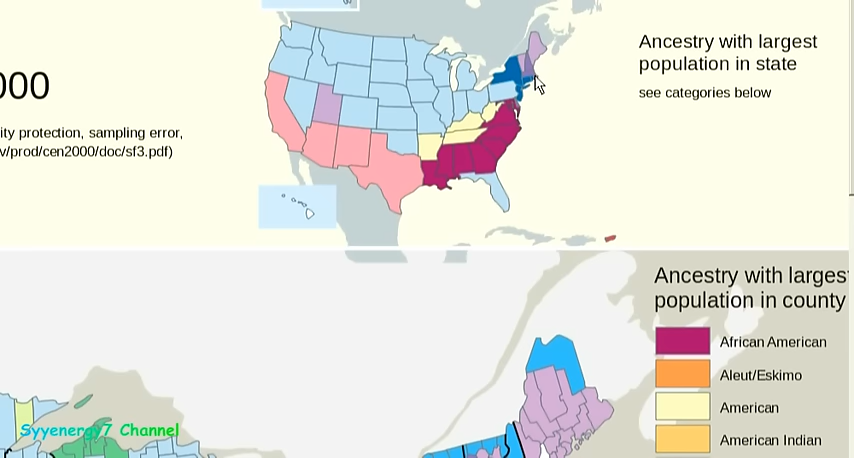 000
ity protection, sampling error,
v/prod/cen2000/doc/sf3.pdf)
Ancestry with largest
population in state
see categories below
Ancestry with larges
population in county
African American
Aleut/Eskimo
American
American Indian
Syyenergy7 Channel